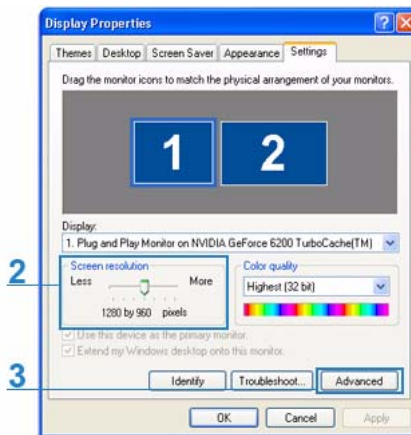 Display Properties
Themes Desktop Screen Saver Appearance Settings
Drag the monitor icons to match the physical arrangement of your monitors.
1 2
Display:
1. Plug and Play Monitor on NVIDIA GeForce 6200 TurboCache(TM)
2
Screen resolution Color quality
Less More Highest (32 bit)
1280 by 960 pixels
Use this device as the primary monitor.
Extend my Windows desktop onto this monitor.
3
Identify Troubleshoot... Advanced
OK Cancel Apply